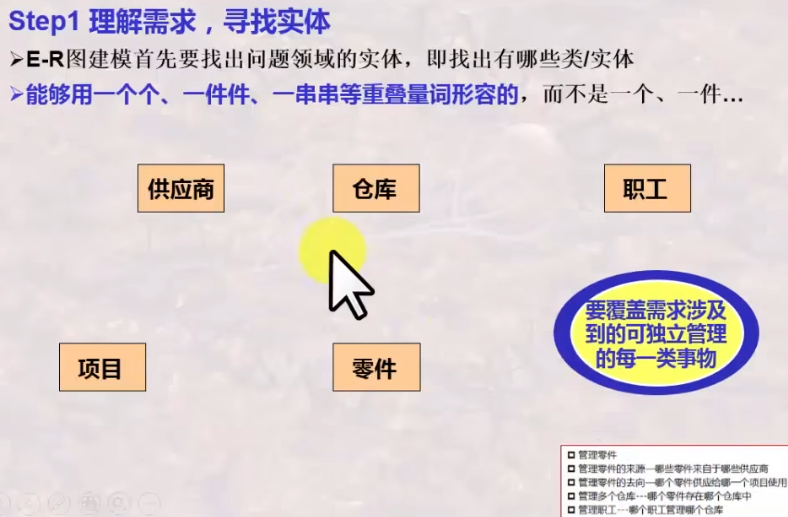 Step1 理解需求，寻找实体
➢E-R图建模首先要找出问题领域的实体，即找出有哪些类/实体
➢能够用一个个、一件件、一串串等重叠量词形容的，而不是一个、一件...
供应商
仓库
职工
要覆盖需求涉及
到的可独立管理
的每一类事物
项目
零件
管理零件
管理零件的来源---哪些零件来自于哪些供应商
管理零件的去向---哪个零件供应给哪一个项目使用
管理多个仓库---哪个零件存在哪个仓库中
管理职工---哪个职工管理哪个仓库